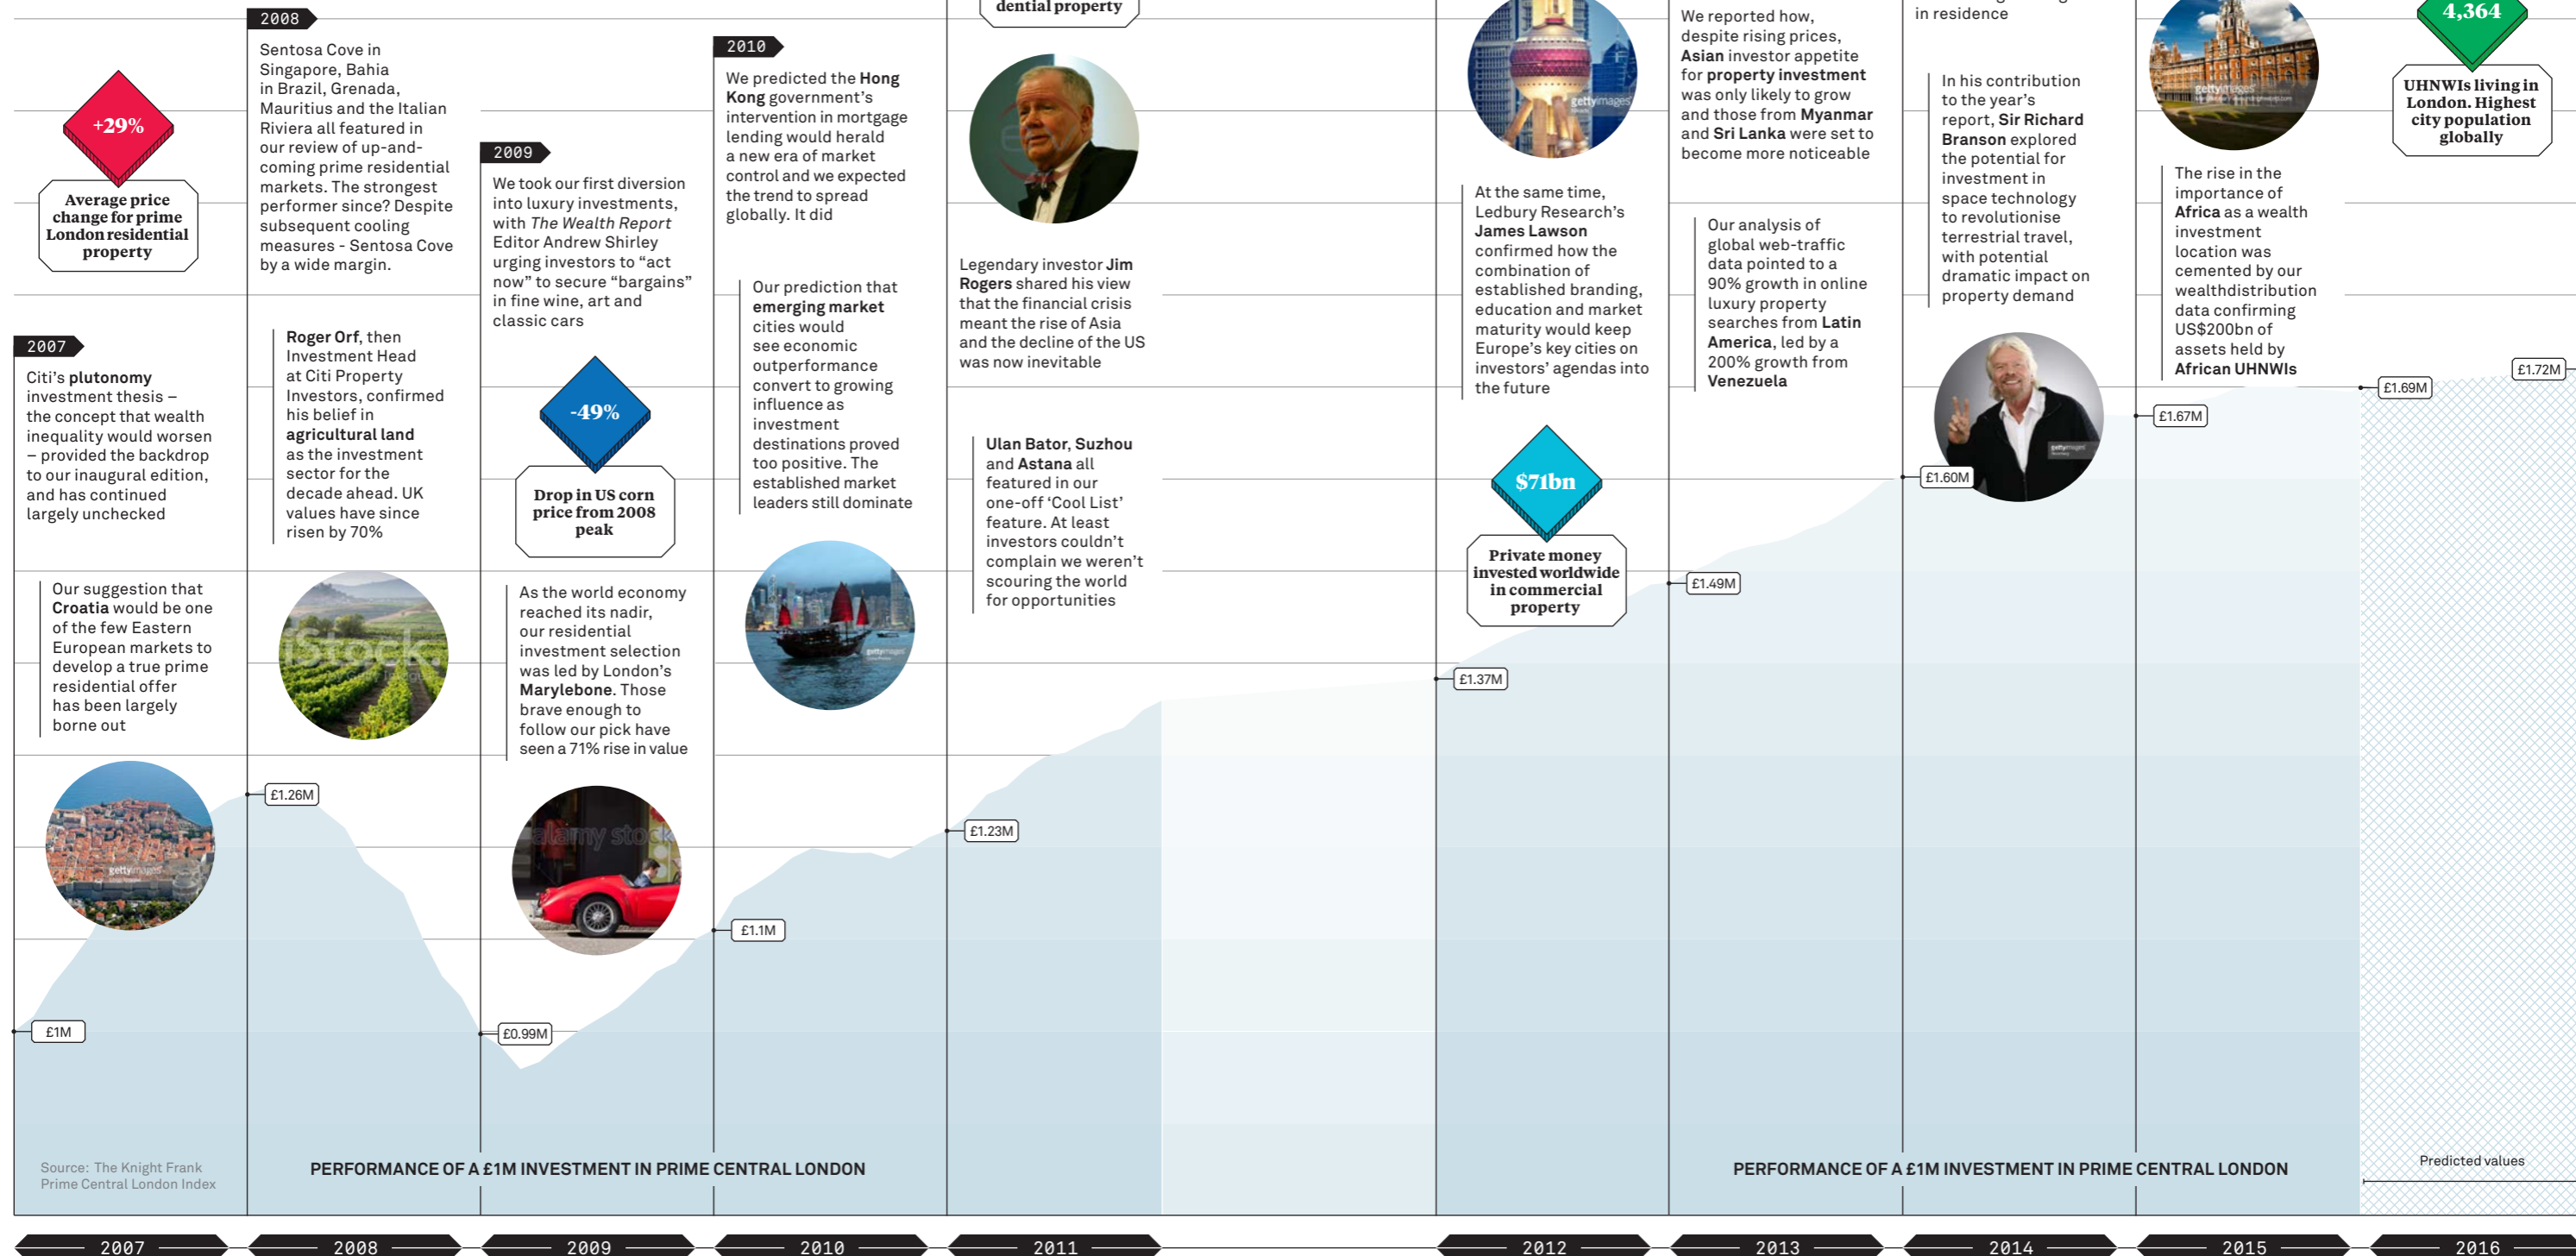 +29%
Average price
change for prime
London residential
property
2007
Citi's plutonomy
investment thesis –
the concept that wealth
inequality would worsen
– provided the backdrop
to our inaugural edition,
and has continued
largely unchecked
Our suggestion that
Croatia would be one
of the few Eastern
European markets to
develop a true prime
residential offer
has been largely
borne out
gettyimages
£1M
2008
Sentosa Cove in
Singapore, Bahia
in Brazil, Grenada,
Mauritius and the Italian
Riviera all featured in
our review of up-and-
coming prime residential
markets. The strongest
performer since? Despite
subsequent cooling
measures - Sentosa Cove
by a wide margin.
Roger Orf, then
Investment Head
at Citi Property
Investors, confirmed
his belief in
agricultural land
as the investment
sector for the
decade ahead. UK
values have since
risen by 70%
iStock
£1.26M
2009
We took our first diversion
into luxury investments,
with The Wealth Report
Editor Andrew Shirley
urging investors to “act
now” to secure “bargains”
in fine wine, art and
classic cars
-49%
Drop in US corn
price from 2008
peak
As the world economy
reached its nadir,
our residential
investment selection
was led by London's
Marylebone. Those
brave enough to
follow our pick have
seen a 71% rise in value
alamy stock
£0.99M
2010
We predicted the Hong
Kong government's
intervention in mortgage
lending would herald
a new era of market
control and we expected
the trend to spread
globally. It did
Our prediction that
emerging market
cities would
see economic
outperformance
convert to growing
influence as
investment
destinations proved
too positive. The
established market
leaders still dominate
gettyimages
£1.1M
dential property
Legendary investor Jim
Rogers shared his view
that the financial crisis
meant the rise of Asia
and the decline of the US
was now inevitable
Ulan Bator, Suzhou
and Astana all
featured in our
one-off ‘Cool List’
feature. At least
investors couldn't
complain we weren't
scouring the world
for opportunities
£1.23M
gettyimages
At the same time,
Ledbury Research's
James Lawson
confirmed how the
combination of
established branding,
education and market
maturity would keep
Europe's key cities on
investors' agendas into
the future
$71bn
Private money
invested worldwide
in commercial
property
£1.37M
We reported how,
despite rising prices,
Asian investor appetite
for property investment
was only likely to grow
and those from Myanmar
and Sri Lanka were set to
become more noticeable
Our analysis of
global web-traffic
data pointed to a
90% growth in online
luxury property
searches from Latin
America, led by a
200% growth from
Venezuela
£1.49M
in residence
In his contribution
to the year's
report, Sir Richard
Branson explored
the potential for
investment in
space technology
to revolutionise
terrestrial travel,
with potential
dramatic impact on
property demand
gettyimages
£1.60M
gettyimages
The rise in the
importance of
Africa as a wealth
investment
location was
cemented by our
wealthdistribution
data confirming
US$200bn of
assets held by
African UHNWIs
£1.67M
4,364
UHNWIs living in
London. Highest
city population
globally
£1.69M
£1.72M
Source: The Knight Frank
Prime Central London Index
PERFORMANCE OF A £1M INVESTMENT IN PRIME CENTRAL LONDON
PERFORMANCE OF A £1M INVESTMENT IN PRIME CENTRAL LONDON
Predicted values
2007
2008
2009
2010
2011
2012
2013
2014
2015
2016